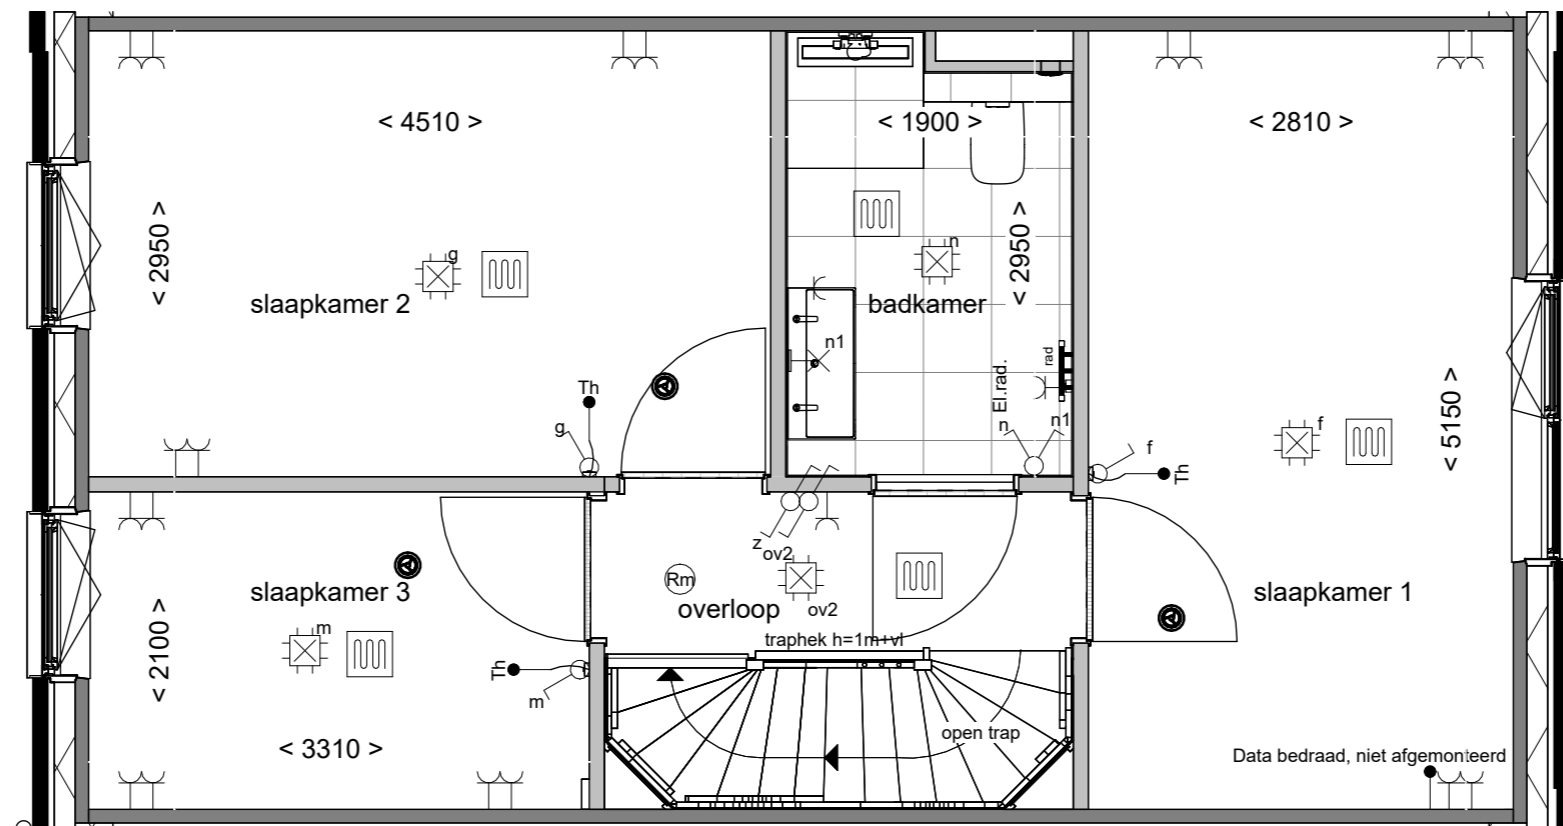 < 4510 >
< 1900 >
< 2810 >
< 2950 >
g
slaapkamer 2
n
< 2950 >
badkamer
n1
rad
El.rad.
Th
g
n
n1
f
Th
f
< 5150 >
z
ov2
slaapkamer 3
Rm
overloop
ov2
slaapkamer 1
m
< 2100 >
traphek h=1m+vl
Th
m
open trap
< 3310 >
Data bedraad, niet afgemonteerd